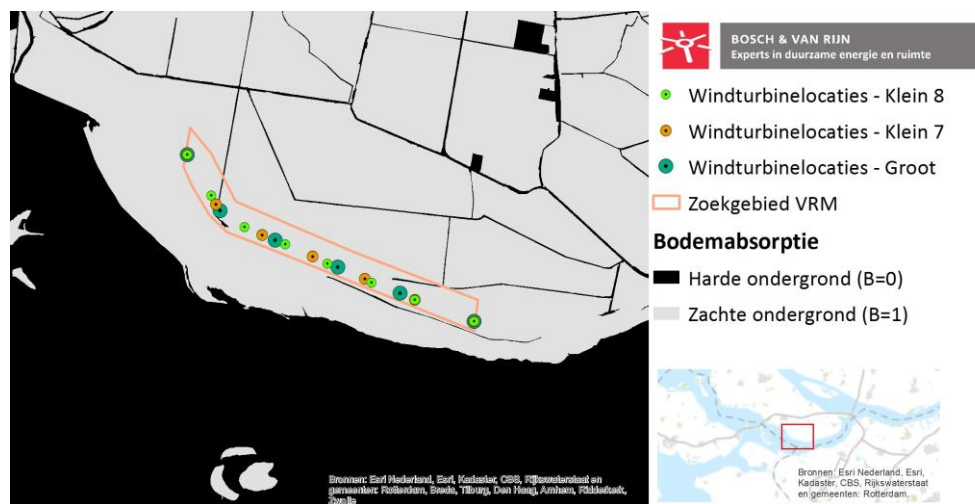 BOSCH & VAN RIJN
Experts in duurzame energie en ruimte
Windturbinelocaties - Klein 8
Windturbinelocaties - Klein 7
Windturbinelocaties - Groot
Zoekgebied VRM
Bodemabsorptie
Harde ondergrond (B=0)
Zachte ondergrond (B=1)
Bronnen: Esri Nederland, Esri, Kadaster, CBS, Rijkswaterstaat en
gemeenten: Rotterdam, Breda, Tilburg, Den Haag, Arnhem, Ridderkerk,
Zwolle
Bronnen: Esri Nederland, Esri,
Kadaster, CBS, Rijkswaterstaat
en gemeenten: Rotterdam